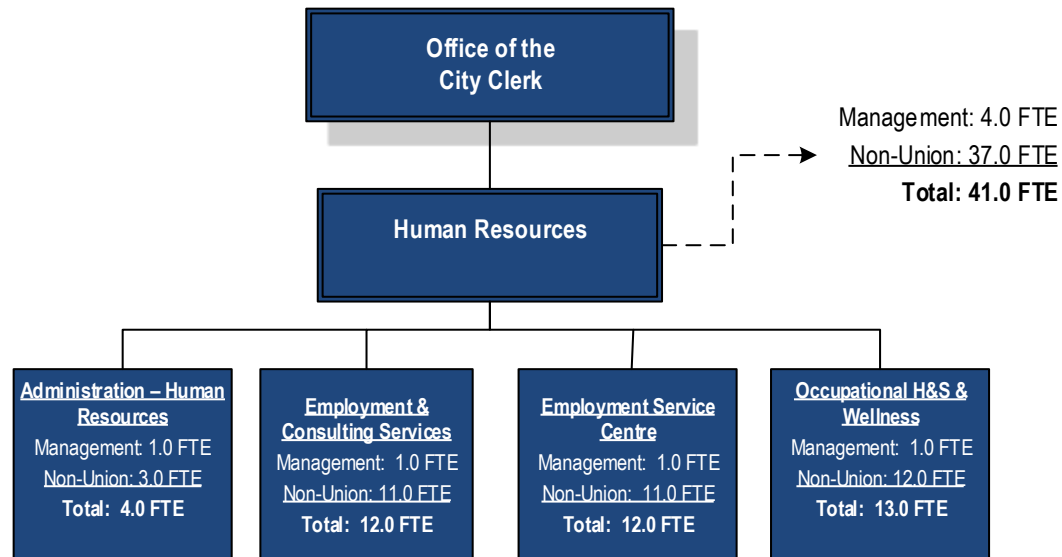 Office of the
City Clerk
Management: 4.0 FTE
Non-Union: 37.0 FTE
Total: 41.0 FTE
Human Resources
Administration – Human
Resources
Management: 1.0 FTE
Non-Union: 3.0 FTE
Total: 4.0 FTE
Employment &
Consulting Services
Management: 1.0 FTE
Non-Union: 11.0 FTE
Total: 12.0 FTE
Employment Service
Centre
Management: 1.0 FTE
Non-Union: 11.0 FTE
Total: 12.0 FTE
Occupational H&S &
Wellness
Management: 1.0 FTE
Non-Union: 12.0 FTE
Total: 13.0 FTE